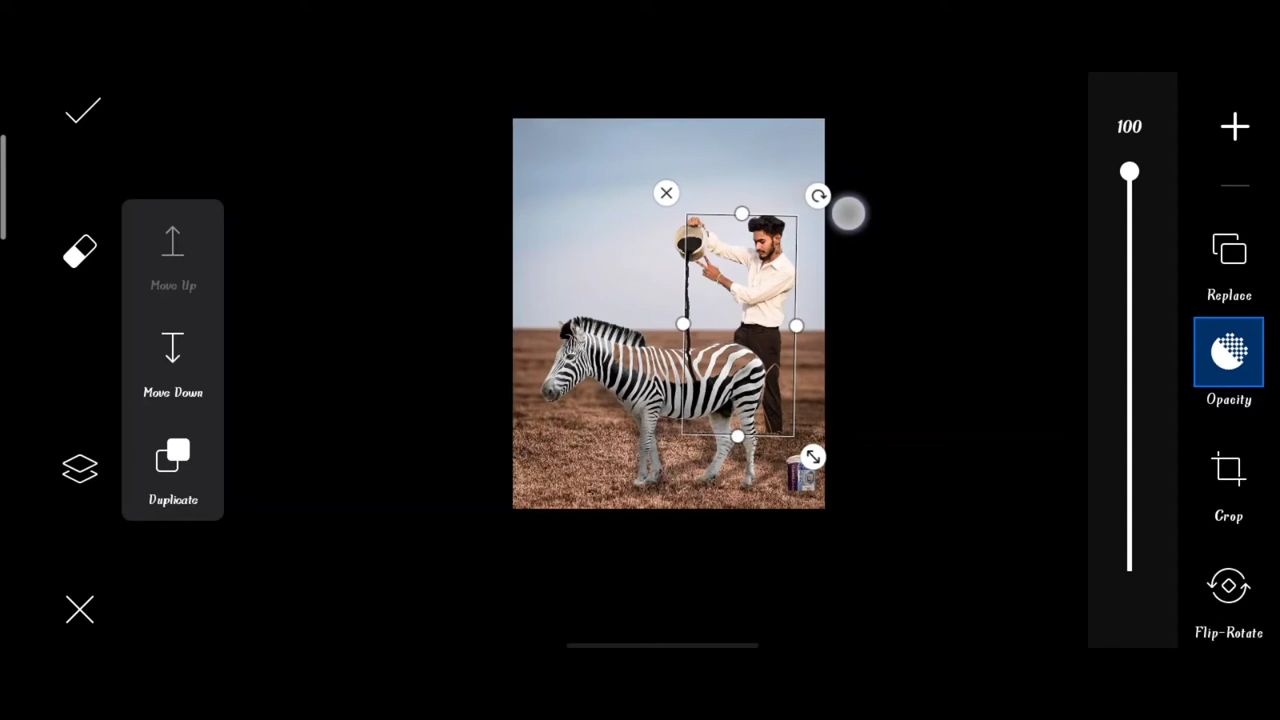 Move Up
Move Down
Duplicate
100
Replace
Opacity
Crop
Flip-Rotate